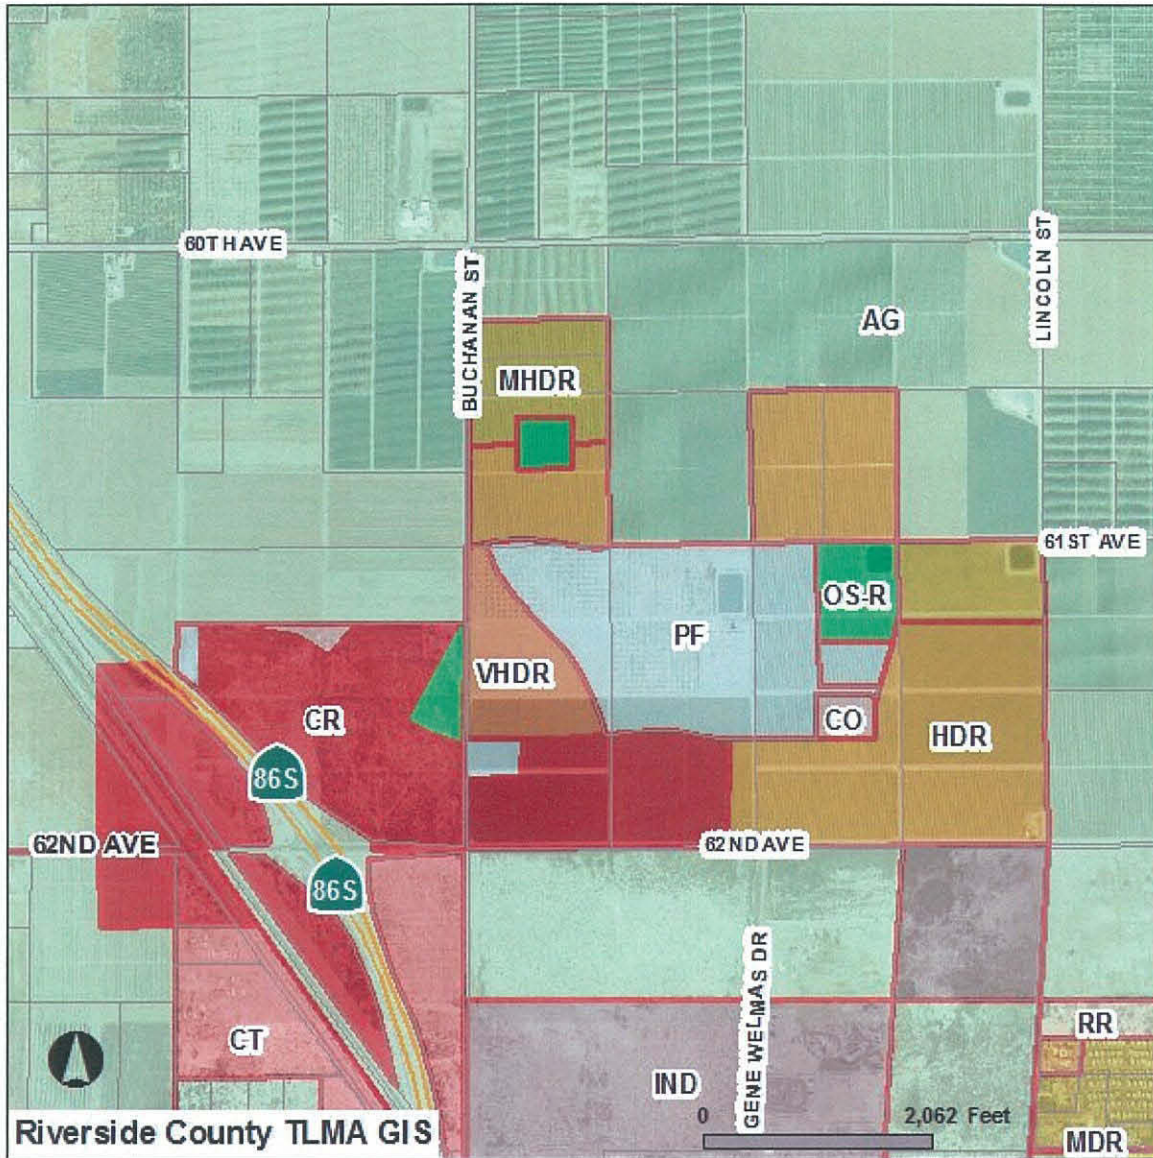 60TH AVE
BUCHANAN ST
LINCOLN ST
AG
MHDR
61ST AVE
OS-R
PF
VHDR
CR
CO
HDR
86S
62ND AVE
62ND AVE
86S
GENE WELMAS DR
RR
CT
IND
0 2,062 Feet
Riverside County TLMA GIS
MDR